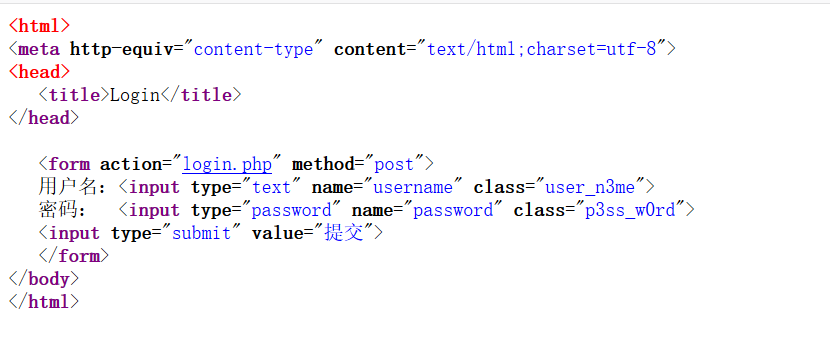 <html>
<meta http-equiv="content-type" content="text/html;charset=utf-8">
<head>
<title>Login</title>
</head>
<form action="login.php" method="post">
用户名：<input type="text" name="username" class="user_n3me">
密码： <input type="password" name="password" class="p3ss_w0rd">
<input type="submit" value="提交">
</form>
</body>
</html>